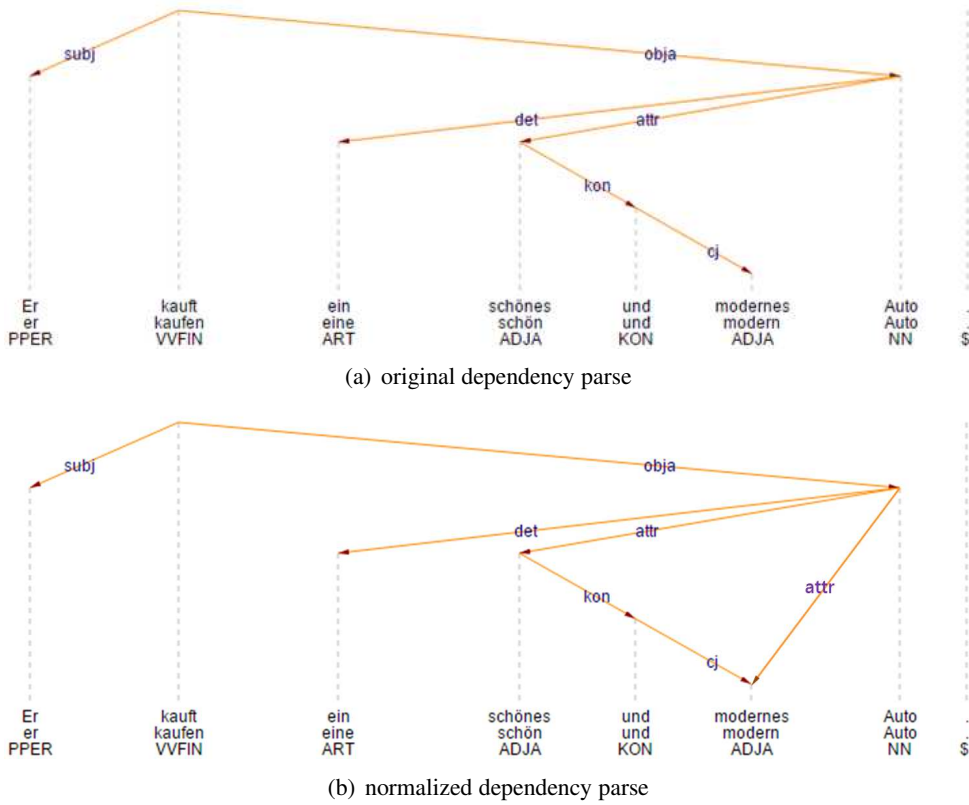 subj obja
det attr
kon
cj
Er kauft ein schönes und modernes Auto .
er kaufen eine schön und modern Auto .
PPER VVFIN ART ADJA KON ADJA NN $
(a) original dependency parse
subj obja
det attr
attr
kon
cj
Er kauft ein schönes und modernes Auto .
er kaufen eine schön und modern Auto .
PPER VVFIN ART ADJA KON ADJA NN $
(b) normalized dependency parse